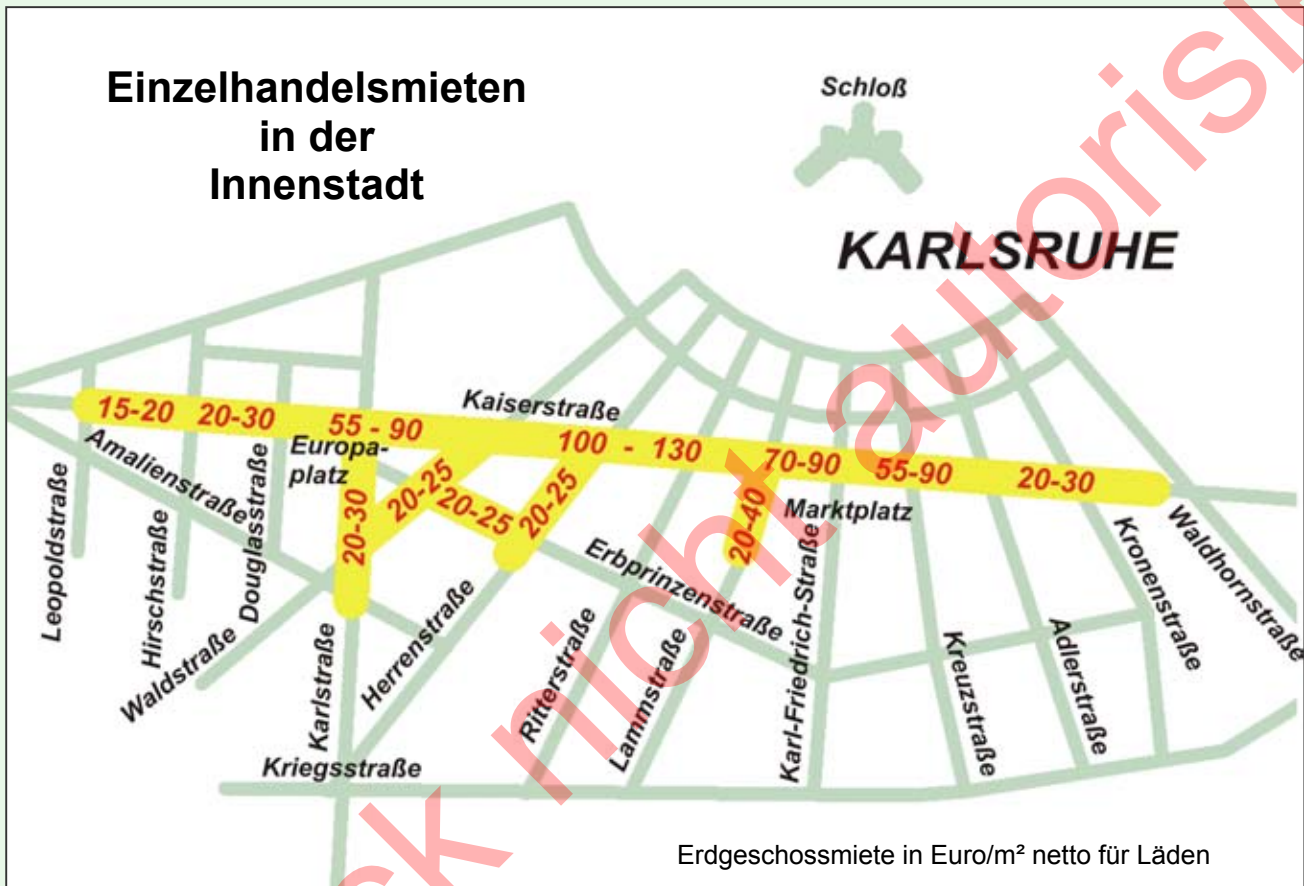 Einzelhandelsmieten
in der
Innenstadt
Schloß
KARLSRUHE
Kaiserstraße
15-20
20-30
55 - 90
100 - 130
70-90
55-90
20-30
Europa-
platz
Marktplatz
Amalienstraße
20-30
20-25
20-25
20-25
20-40
Erbprinzenstraße
Leopoldstraße
Hirschstraße
Douglasstraße
Waldstraße
Karlstraße
Herrenstraße
Ritterstraße
Lammstraße
Karl-Friedrich-Straße
Kreuzstraße
Adlerstraße
Kronenstraße
Waldhornstraße
Kriegsstraße
Erdgeschossmiete in Euro/m² netto für Läden
nicht